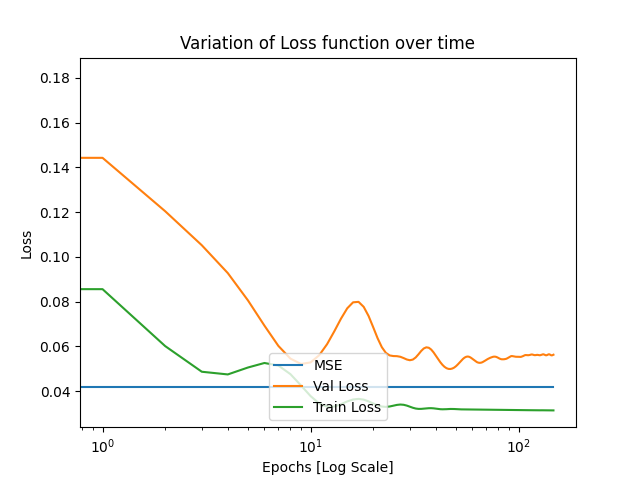 Variation of Loss function over time
Loss
0.18
0.16
0.14
0.12
0.10
0.08
0.06
0.04
MSE
Val Loss
Train Loss
10⁰
10¹
10²
Epochs [Log Scale]